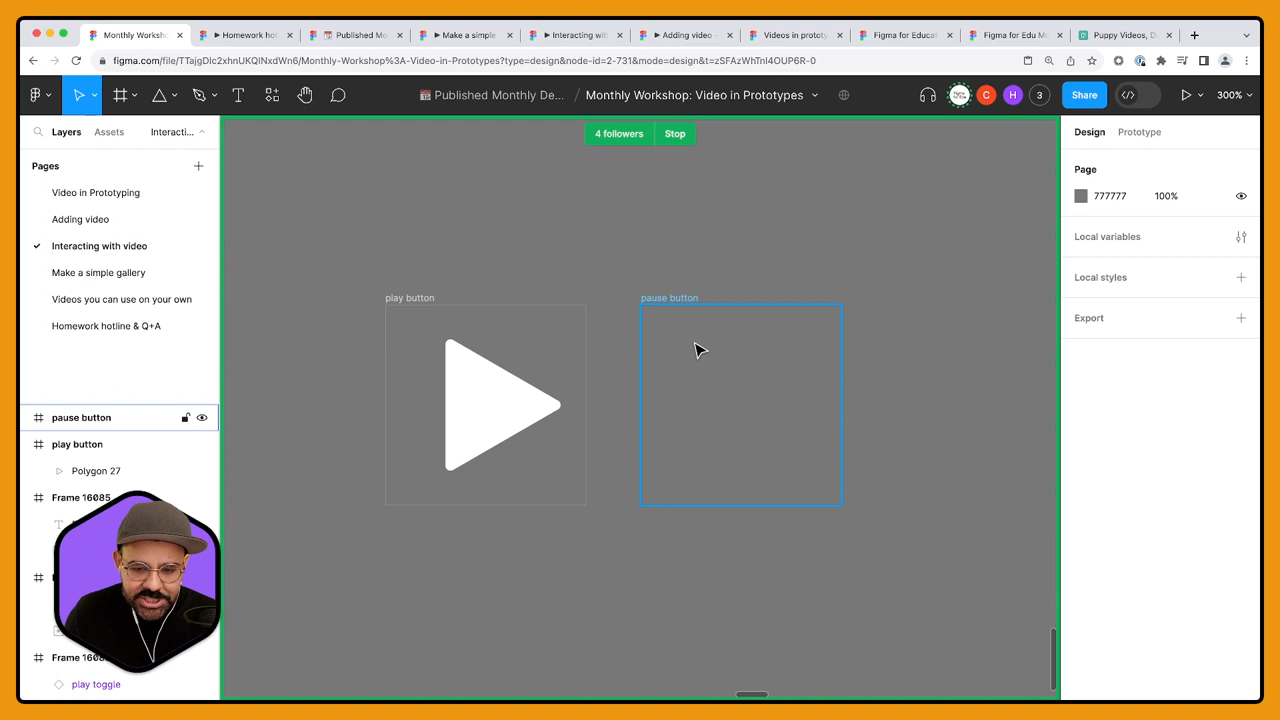 Monthly Worksho
Homework hot
Published Mo
Make a simple
Interacting with
Adding video -
Videos in prototy
Figma for Educat
Figma for Edu M
Puppy Videos, D
figma.com/file/TTajgDlc2xhnUKQINxdWn6/Monthly-Workshop%3A-Video-in-Prototypes?type=design&node-id=2-731&mode=design&t=zSFAzWhTnI4OUP6R-0
Published Monthly De... / Monthly Workshop: Video in Prototypes
C
H
3
Share
300%
Layers
Assets
Interacti...
4 followers
Stop
Design
Prototype
Pages
Page
777777
100%
Video in Prototyping
Adding video
Interacting with video
Make a simple gallery
Videos you can use on your own
Homework hotline & Q+A
Local variables
Local styles
Export
play button
pause button
pause button
play button
Polygon 27
Frame 16085
play toggle